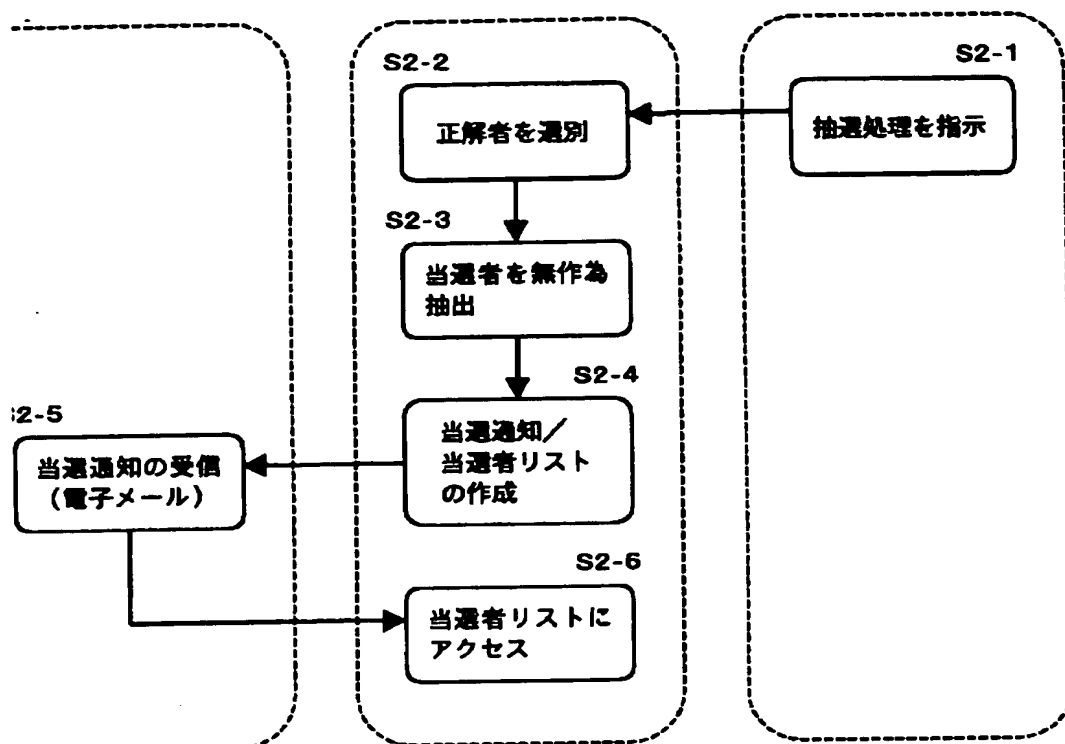 S2-1
抽選処理を指示
S2-2
正解者を選別
S2-3
当選者を無作為
抽出
S2-4
当選通知／
当選者リスト
の作成
S2-5
当選通知の受信
（電子メール）
S2-6
当選者リストに
アクセス